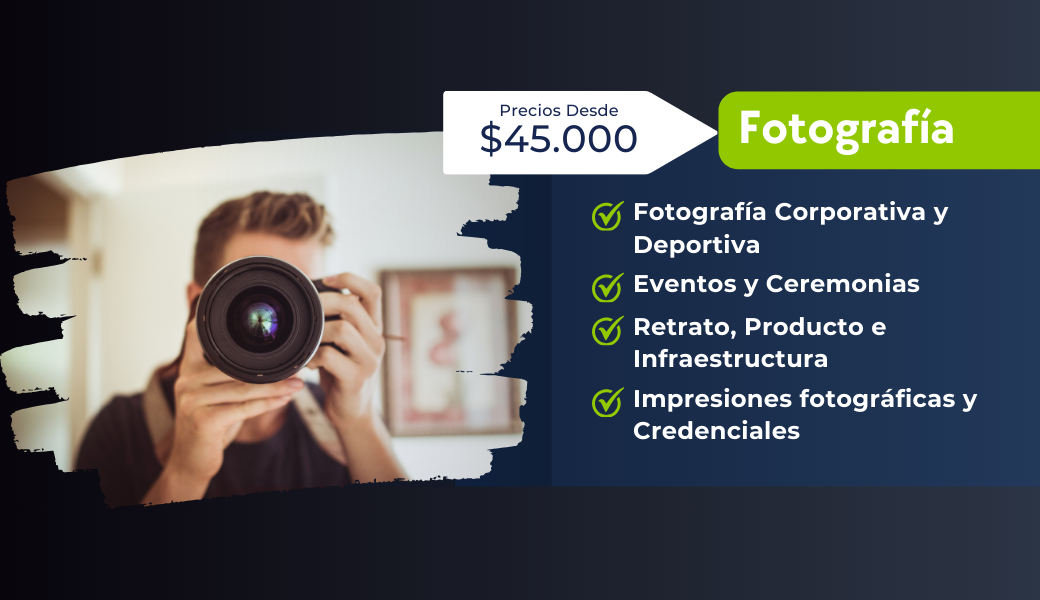 Precios Desde
$45.000
Fotografía
Fotografía Corporativa y
Deportiva
Eventos y Ceremonias
Retrato, Producto e
Infraestructura
Impresiones fotográficas y
Credenciales